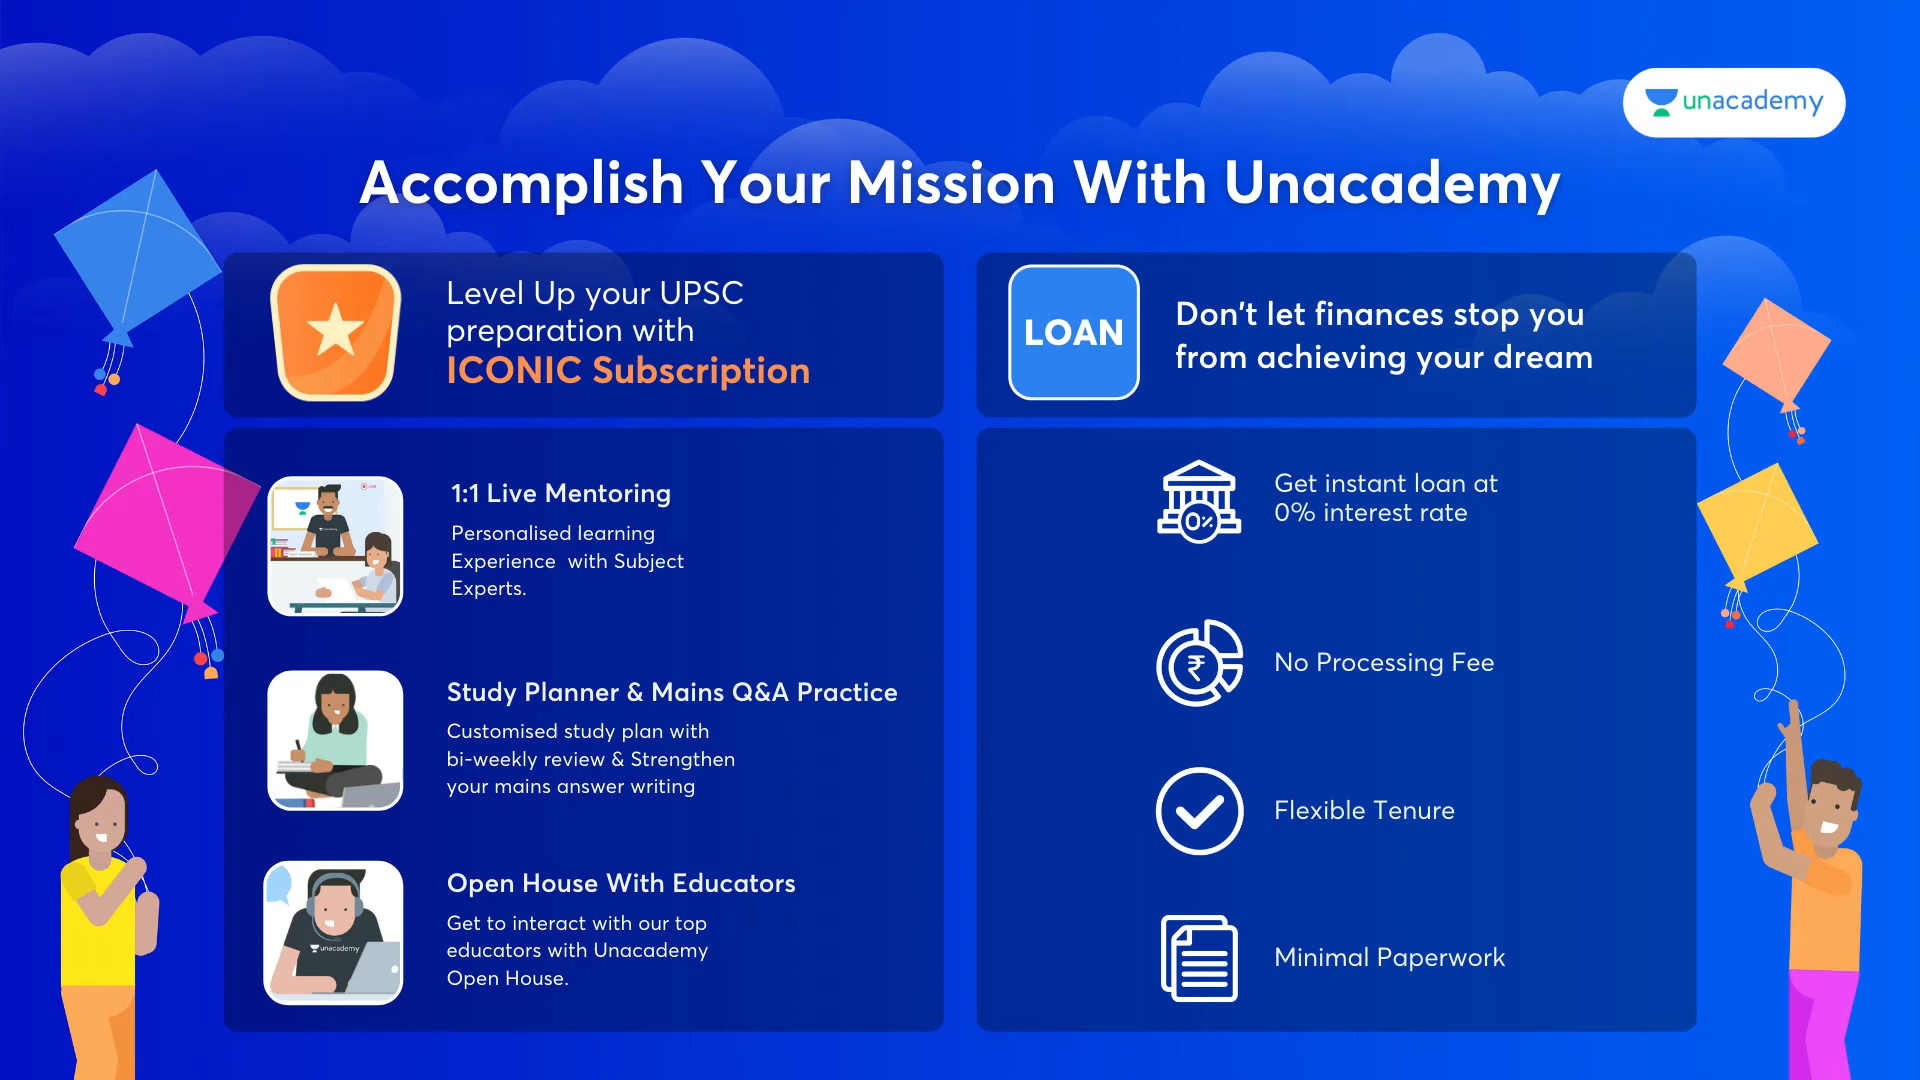 unacademy
Accomplish Your Mission With Unacademy
Level Up your UPSC
preparation with
ICONIC Subscription
1:1 Live Mentoring
Personalised learning
Experience with Subject
Experts.
Study Planner & Mains Q&A Practice
Customised study plan with
bi-weekly review & Strengthen
your mains answer writing
unacademy
Open House With Educators
Get to interact with our top
educators with Unacademy
Open House.
LOAN
Don't let finances stop you
from achieving your dream
0%
Get instant loan at
0% interest rate
₹
No Processing Fee
Flexible Tenure
Minimal Paperwork